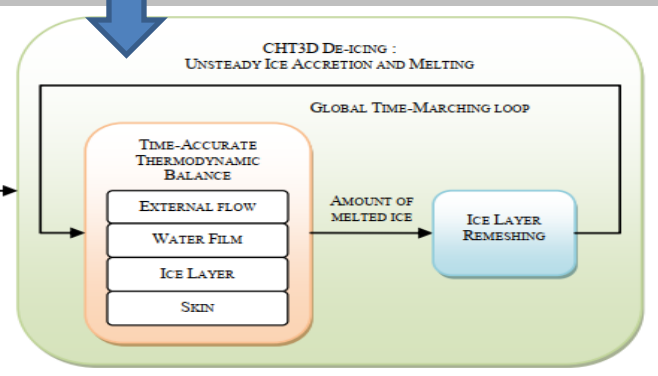 CHT3D De-icing :
Unsteady Ice Accretion and Melting
Global Time-Marching loop
Time-Accurate
Thermodynamic
Balance
External flow
Water Film
Ice Layer
Skin
Amount of
melted ice
Ice Layer
Remeshing